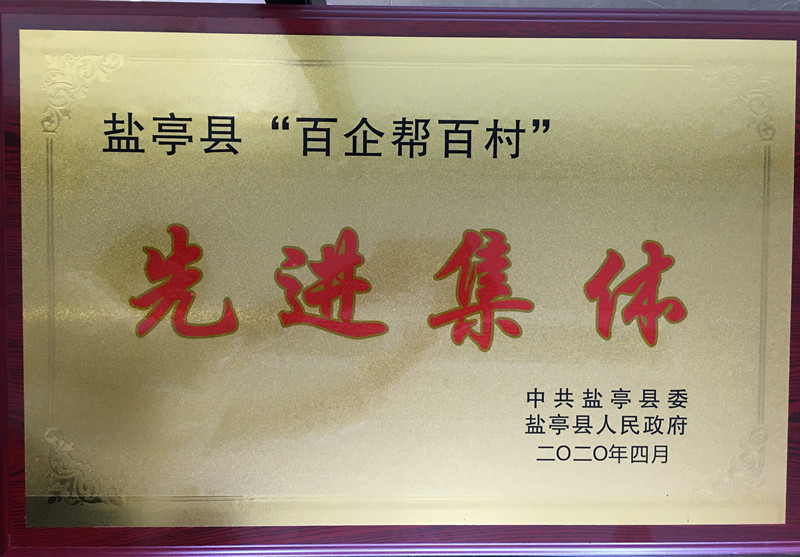 盐亭县“百企帮百村”
先进集体
中共盐亭县委
盐亭县人民政府
二〇二〇年四月